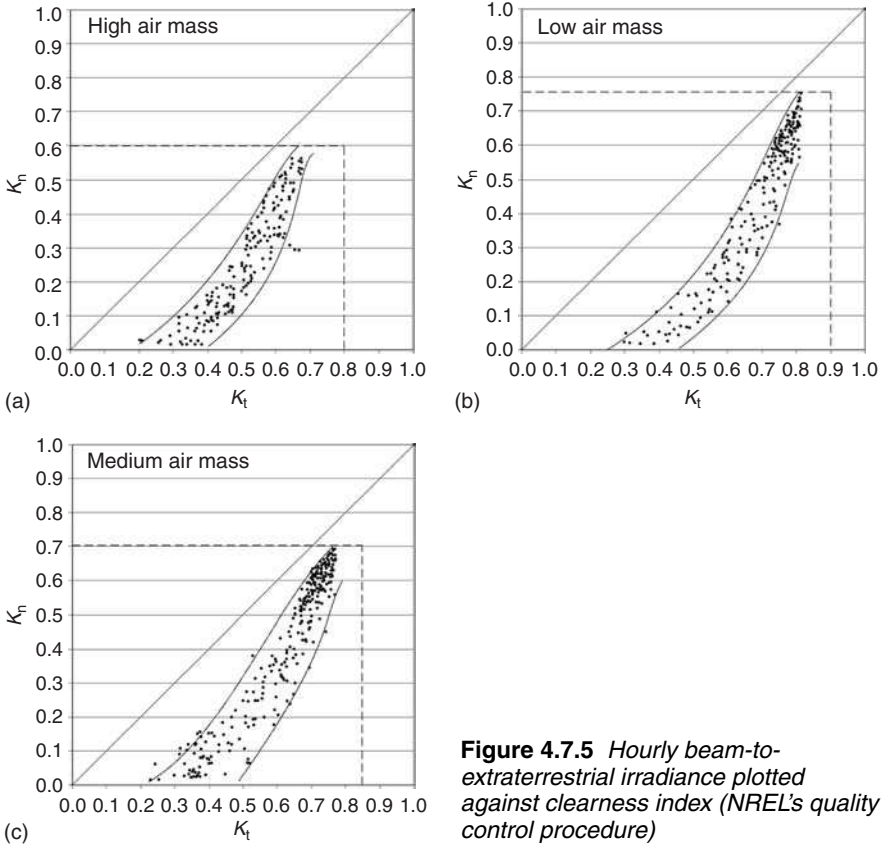 High air mass
1.0
0.9
0.8
0.7
0.6
0.5
0.4
0.3
0.2
0.1
0.0
Kn
0.0 0.1 0.2 0.3 0.4 0.5 0.6 0.7 0.8 0.9 1.0
Kt
(a)
Low air mass
1.0
0.9
0.8
0.7
0.6
0.5
0.4
0.3
0.2
0.1
0.0
Kn
0.0 0.1 0.2 0.3 0.4 0.5 0.6 0.7 0.8 0.9 1.0
Kt
(b)
Medium air mass
1.0
0.9
0.8
0.7
0.6
0.5
0.4
0.3
0.2
0.1
0.0
Kn
0.0 0.1 0.2 0.3 0.4 0.5 0.6 0.7 0.8 0.9 1.0
Kt
(c)
Figure 4.7.5 Hourly beam-to-
extraterrestrial irradiance plotted
against clearness index (NREL's quality
control procedure)